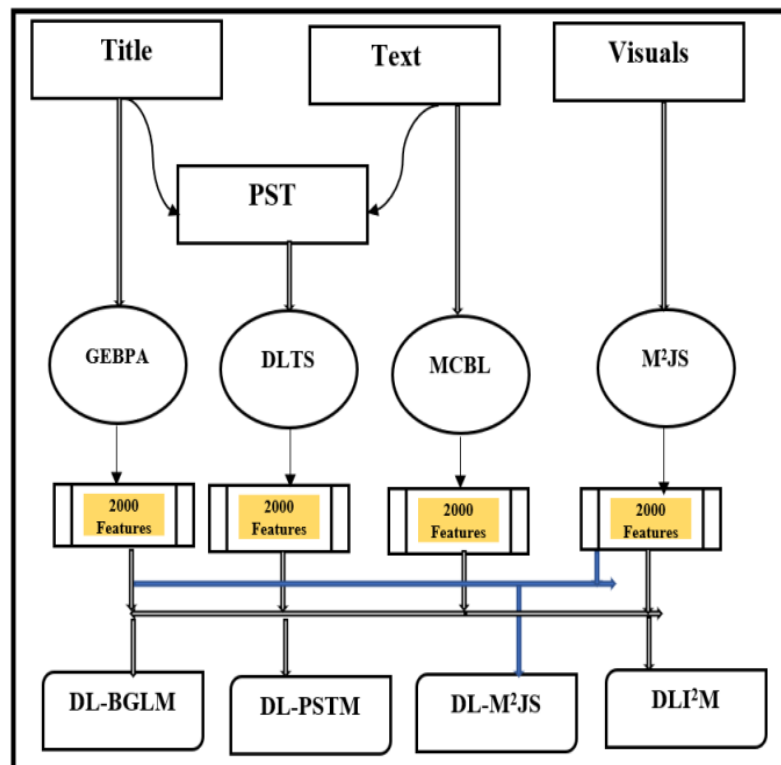 Title
Text
Visuals
PST
GEBPA
DLTS
MCBL
M²JS
2000
Features
2000
Features
2000
Features
2000
Features
DL-BGLM
DL-PSTM
DL-M²JS
DLI²M